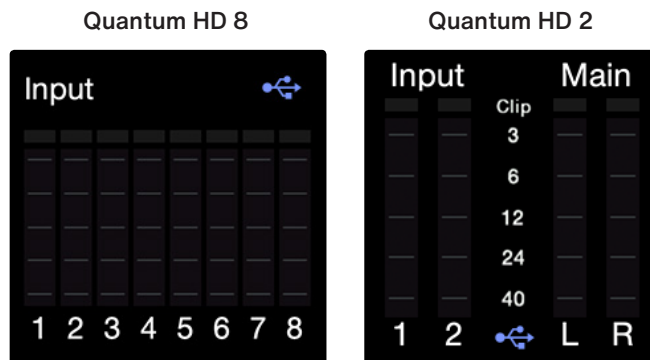 Quantum HD 8
Input
1 2 3 4 5 6 7 8
Quantum HD 2
Input Main
Clip
3
6
12
24
40
1 2 L R